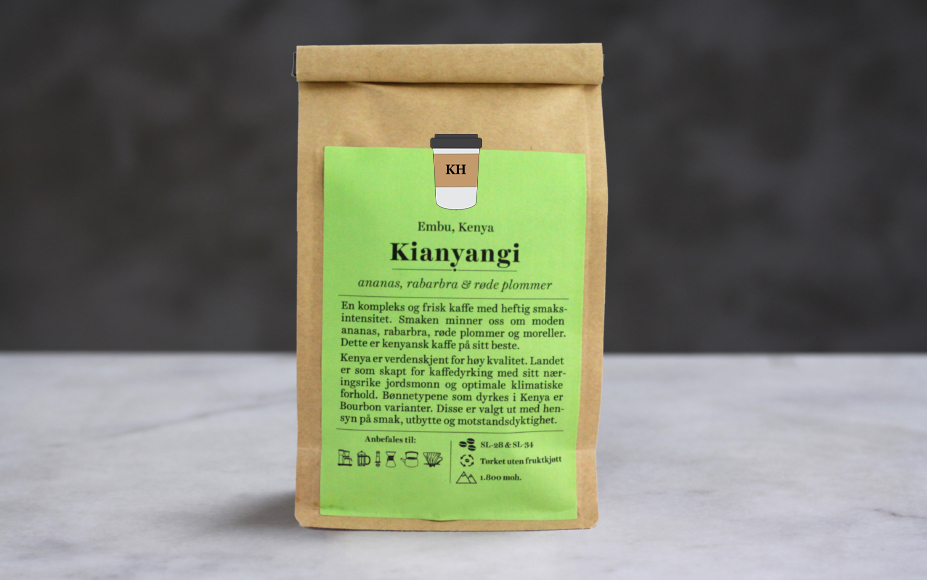 KH
Embu, Kenya
Kianyangi
ananas, rabarbra & røde plommer
En kompleks og frisk kaffe med heftig smaks-
intensitet. Smaken minner oss om moden
ananas, rabarbra, røde plommer og moreller.
Dette er kenyansk kaffe på sitt beste.
Kenya er verdenskjent for høy kvalitet. Landet
er som skapt for kaffedyrking med sitt nær-
ingsrike jordsmonn og optimale klimatiske
forhold. Bønnetypene som dyrkes i Kenya er
Bourbon varianter. Disse er valgt ut med hen-
syn på smak, utbytte og motstandsdyktighet.
Anbefales til:
SL-28 & SL-34
Tørket uten fruktkjøtt
1.800 moh.